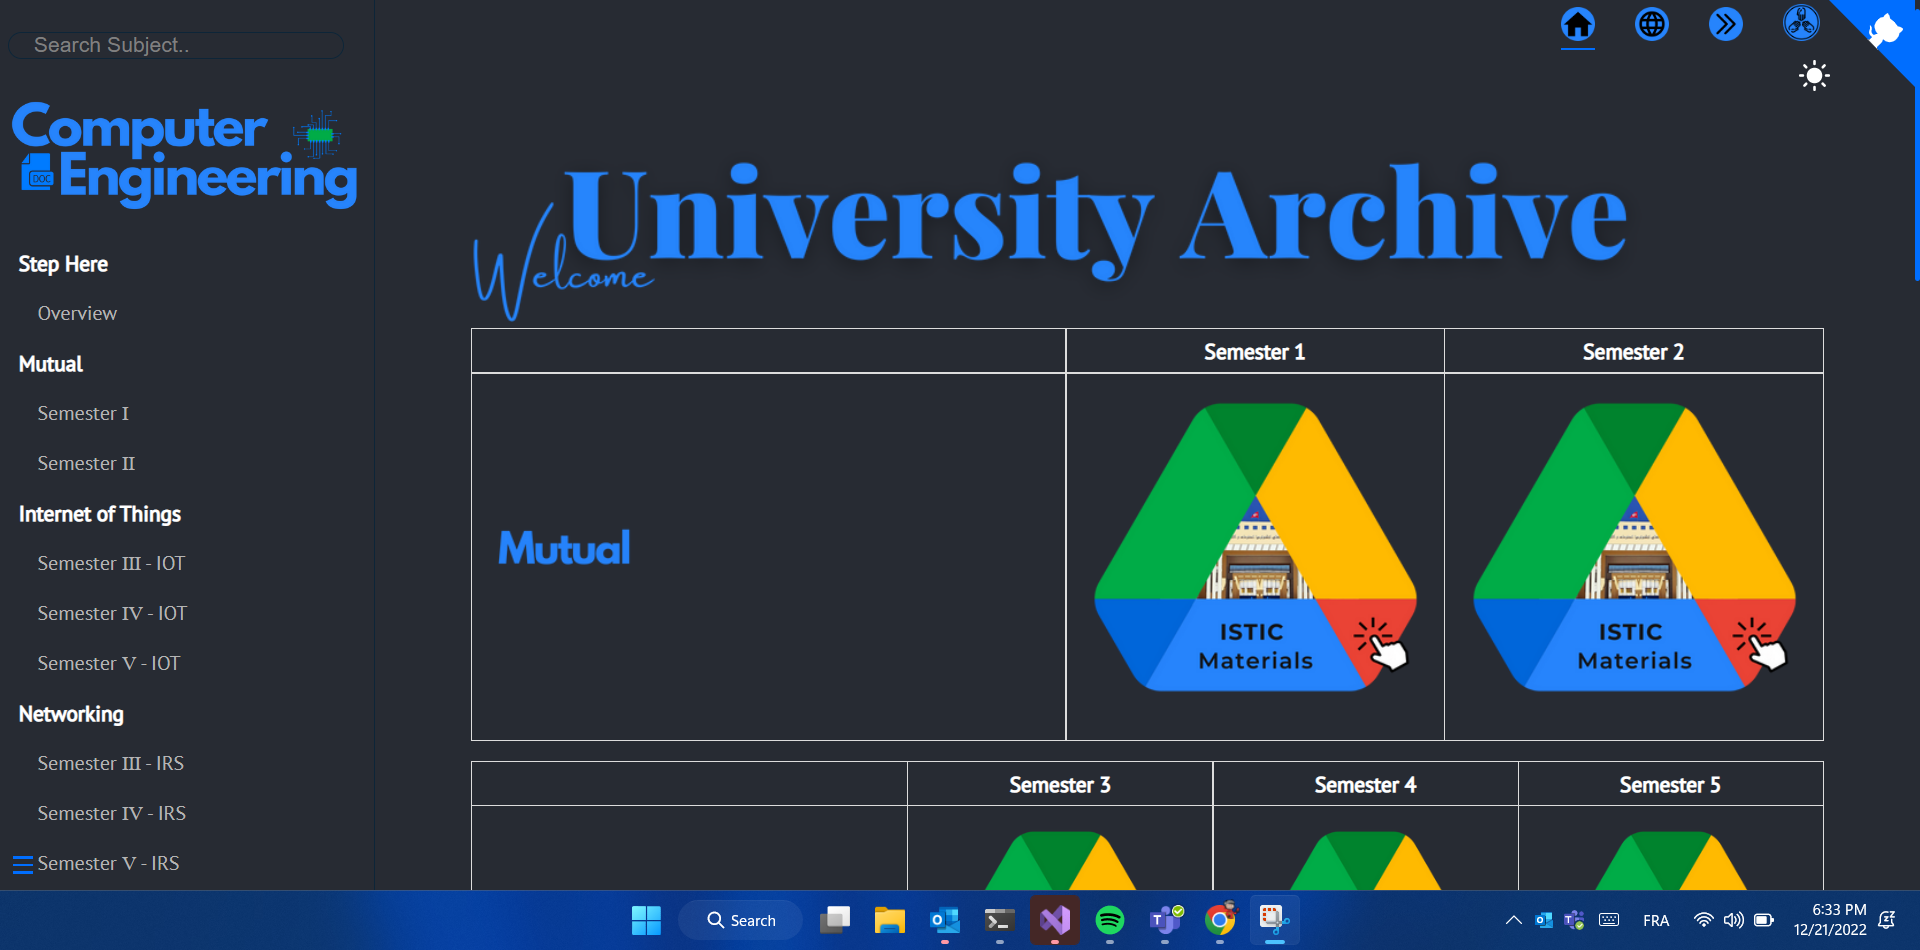 Search Subject..
Computer
DOC
Engineering
Step Here
Overview
Mutual
Semester I
Semester II
Internet of Things
Semester III - IOT
Semester IV - IOT
Semester V - IOT
Networking
Semester III - IRS
Semester IV - IRS
Semester V - IRS
University Archive
Welcome
Semester 1
Semester 2
Mutual
ISTIC
Materials
ISTIC
Materials
Semester 3
Semester 4
Semester 5
Search
FRA
6:33 PM
12/21/2022